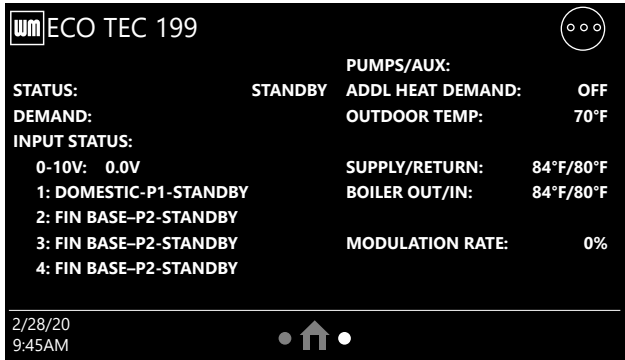 wm ECO TEC 199
PUMPS/AUX:
STATUS: STANDBY ADDL HEAT DEMAND: OFF
DEMAND: OUTDOOR TEMP: 70°F
INPUT STATUS:
0-10V: 0.0V SUPPLY/RETURN: 84°F/80°F
1: DOMESTIC-P1-STANDBY BOILER OUT/IN: 84°F/80°F
2: FIN BASE–P2-STANDBY
3: FIN BASE–P2-STANDBY MODULATION RATE: 0%
4: FIN BASE–P2-STANDBY
2/28/20
9:45AM